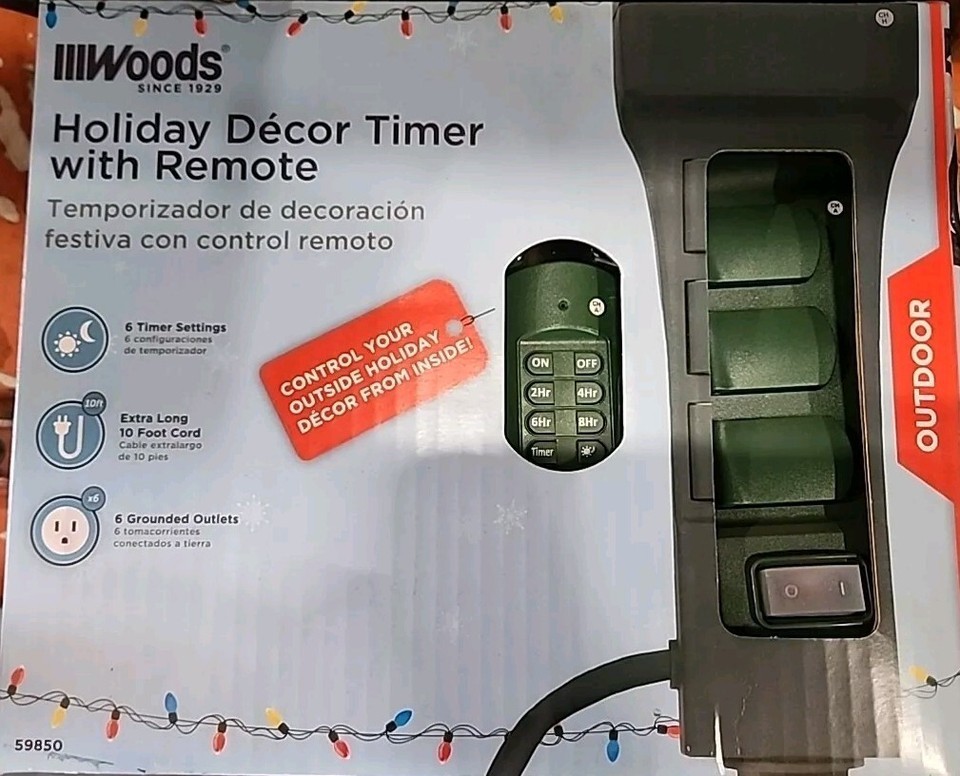 Woods®
SINCE 1929
Holiday Décor Timer
with Remote
Temporizador de decoración
festiva con control remoto
6 Timer Settings
6 configuraciones
de temporizador
10ft
Extra Long
10 Foot Cord
Cable extralargo
de 10 pies
x6
6 Grounded Outlets
6 tomacorrientes
conectados a tierra
CONTROL YOUR
OUTSIDE HOLIDAY
DÉCOR FROM INSIDE!
CH
A
ON OFF
2Hr 4Hr
6Hr 8Hr
Timer
CH
H
CH
A
O I
OUTDOOR
59850